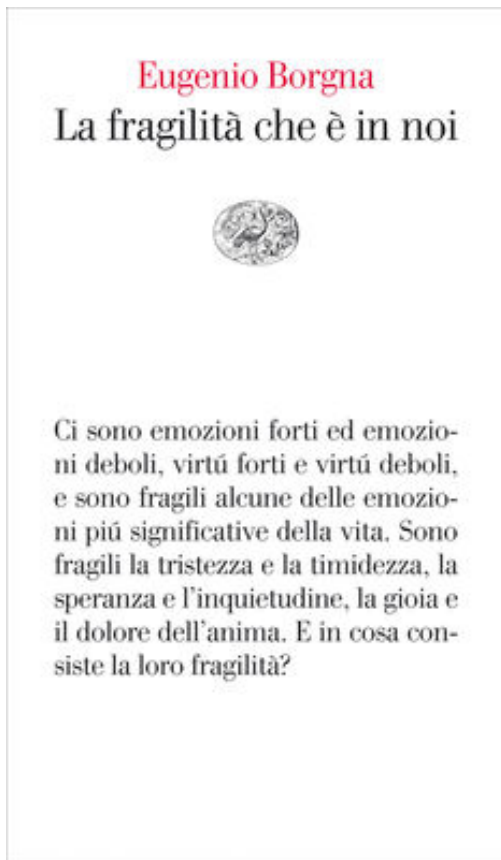 Eugenio Borgna
La fragilità che è in noi
Ci sono emozioni forti ed emozio-
ni deboli, virtú forti e virtú deboli,
e sono fragili alcune delle emozio-
ni piú significative della vita. Sono
fragili la tristezza e la timidezza, la
speranza e l'inquietudine, la gioia e
il dolore dell'anima. E in cosa con-
siste la loro fragilità?